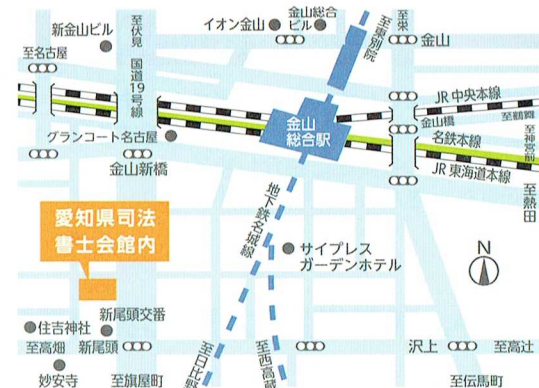 金山総合
ビル
イオン金山
新金山ビル
至伏見
国道19号線
至東別院
至栄
金山
至名古屋
JR 中央本線
至鶴舞
金山橋
名鉄本線
至神宮前
JR 東海道本線
至熱田
金山
総合駅
グランコート名古屋
金山新橋
地下鉄名城線
愛知県司法
書士会館内
サイプレス
ガーデンホテル
N
新尾頭交番
住吉神社
至高畑
新尾頭
沢上
至高辻
妙安寺
至旗屋町
至日比野
至西高蔵
至伝馬町